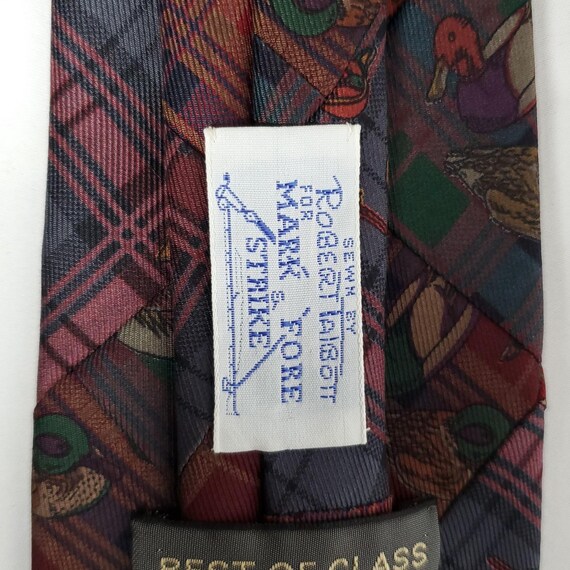 SEWN BY
ROBERT TALBOTT
FOR
MARK FORE
&
STRIKE
BEST OF CLASS